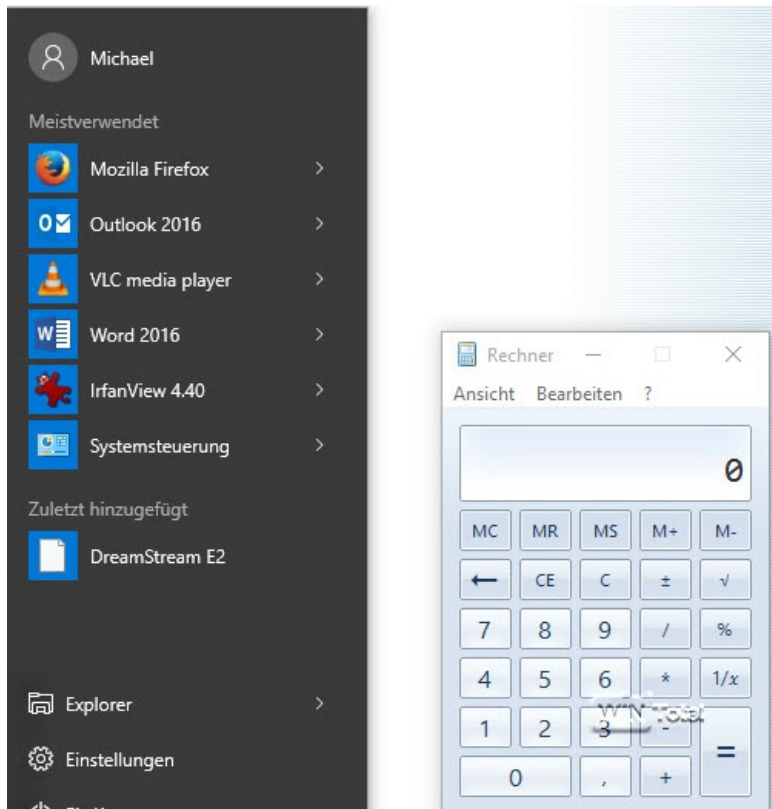 Michael
Meistverwendet
Mozilla Firefox
Outlook 2016
VLC media player
Word 2016
IrfanView 4.40
Systemsteuerung
Zuletzt hinzugefügt
DreamStream E2
Explorer
Einstellungen
Rechner
Ansicht Bearbeiten ?
0
MC MR MS M+ M-
← CE C ± √
7 8 9 / %
4 5 6 * 1/x
1 2 3 - =
0 , +
WIN Total